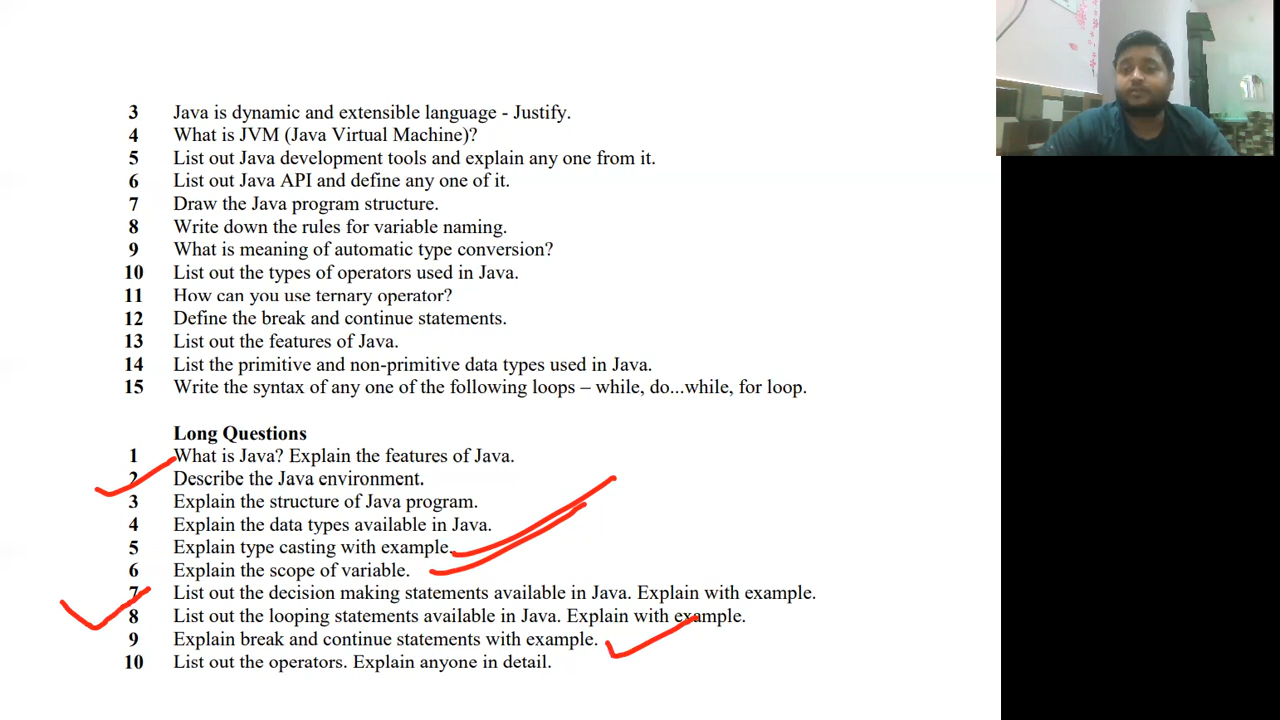 3 Java is dynamic and extensible language - Justify.
4 What is JVM (Java Virtual Machine)?
5 List out Java development tools and explain any one from it.
6 List out Java API and define any one of it.
7 Draw the Java program structure.
8 Write down the rules for variable naming.
9 What is meaning of automatic type conversion?
10 List out the types of operators used in Java.
11 How can you use ternary operator?
12 Define the break and continue statements.
13 List out the features of Java.
14 List the primitive and non-primitive data types used in Java.
15 Write the syntax of any one of the following loops – while, do...while, for loop.
Long Questions
1 What is Java? Explain the features of Java.
2 Describe the Java environment.
3 Explain the structure of Java program.
4 Explain the data types available in Java.
5 Explain type casting with example.
6 Explain the scope of variable.
7 List out the decision making statements available in Java. Explain with example.
8 List out the looping statements available in Java. Explain with example.
9 Explain break and continue statements with example.
10 List out the operators. Explain anyone in detail.